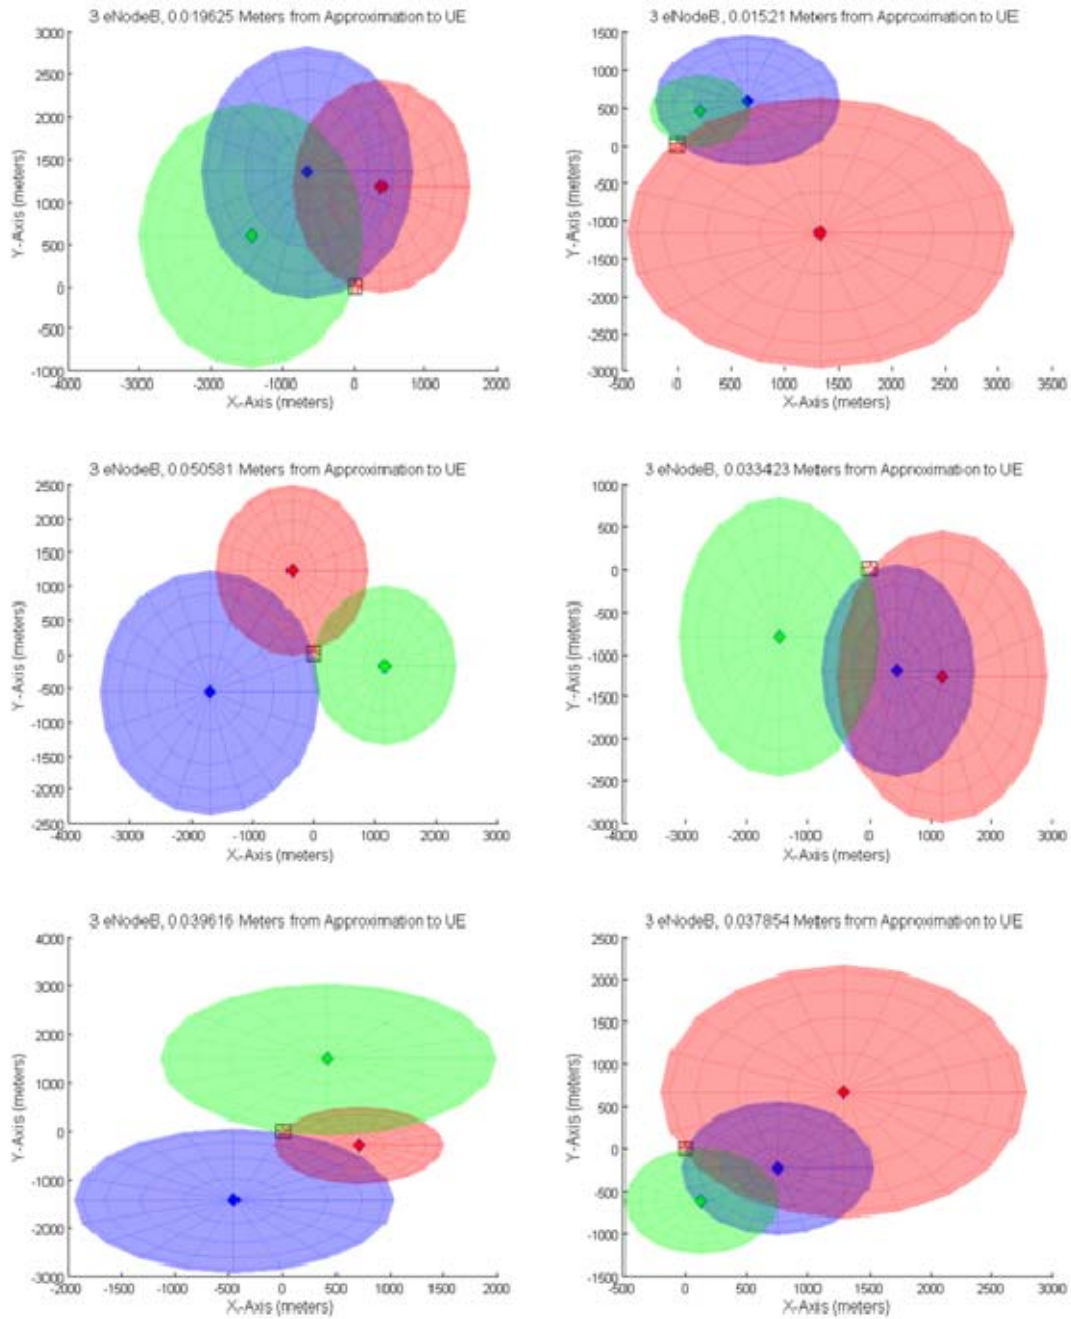 3 eNodeB, 0.019625 Meters from Approximation to UE
3000
2500
2000
1500
1000
500
0
-500
-1000
Y-Axis (meters)
-4000 -3000 -2000 -1000 0 1000 2000
X-Axis (meters)
3 eNodeB, 0.01521 Meters from Approximation to UE
1500
1000
500
0
-500
-1000
-1500
-2000
-2500
-3000
Y-Axis (meters)
-500 0 500 1000 1500 2000 2500 3000 3500
X-Axis (meters)
3 eNodeB, 0.050581 Meters from Approximation to UE
2500
2000
1500
1000
500
0
-500
-1000
-1500
-2000
-2500
Y-Axis (meters)
-4000 -3000 -2000 -1000 0 1000 2000 3000
X-Axis (meters)
3 eNodeB, 0.033423 Meters from Approximation to UE
1000
500
0
-500
-1000
-1500
-2000
-2500
-3000
Y-Axis (meters)
-4000 -3000 -2000 -1000 0 1000 2000 3000
X-Axis (meters)
3 eNodeB, 0.039616 Meters from Approximation to UE
4000
3000
2000
1000
0
-1000
-2000
-3000
Y-Axis (meters)
-2000 -1500 -1000 -500 0 500 1000 1500 2000
X-Axis (meters)
3 eNodeB, 0.037854 Meters from Approximation to UE
2500
2000
1500
1000
500
0
-500
-1000
-1500
Y-Axis (meters)
-500 0 500 1000 1500 2000 2500 3000
X-Axis (meters)